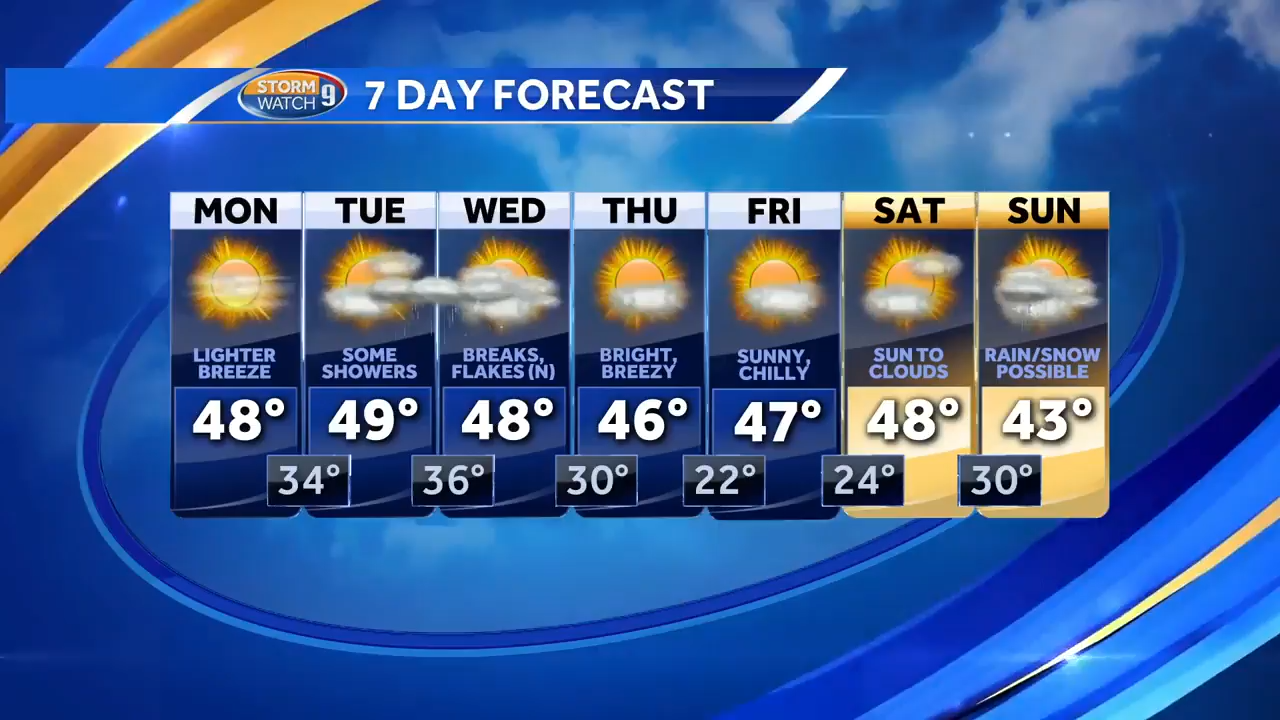 STORM
WATCH 9
7 DAY FORECAST
MON TUE WED THU FRI SAT SUN
LIGHTER
BREEZE
SOME
SHOWERS
BREAKS,
FLAKES (N)
BRIGHT,
BREEZY
SUNNY,
CHILLY
SUN TO
CLOUDS
RAIN/SNOW
POSSIBLE
48° 49° 48° 46° 47° 48° 43°
34° 36° 30° 22° 24° 30°